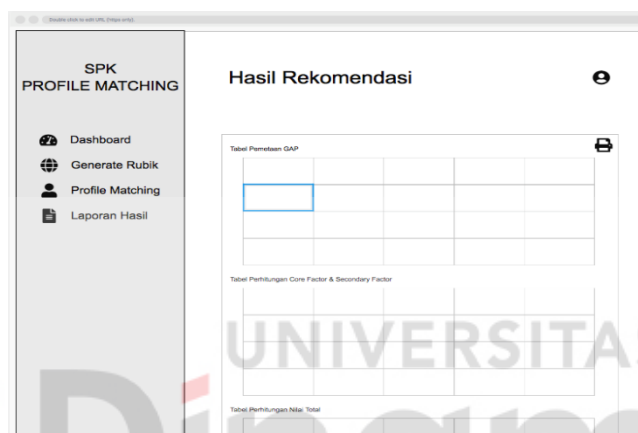 Double click to edit URL (https only).
SPK
PROFILE MATCHING
Dashboard
Generate Rubik
Profile Matching
Laporan Hasil
Hasil Rekomendasi
Tabel Pemetaan GAP
Tabel Perhitungan Core Factor & Secondary Factor
Tabel Perhitungan Nilai Total
UNIVERSITAS